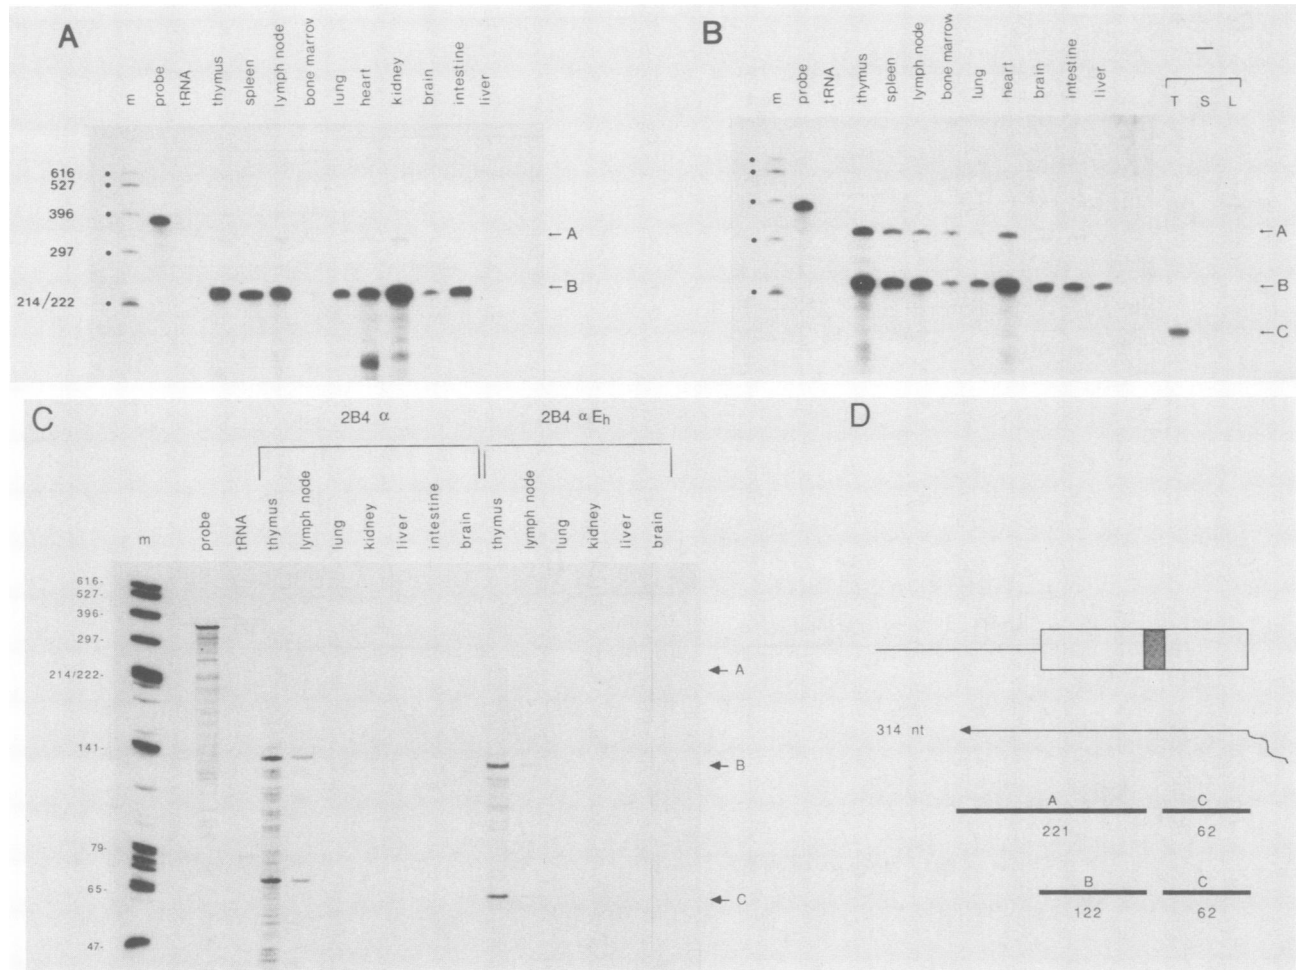 A
m
probe
tRNA
thymus
spleen
lymph node
bone marrov
lung
heart
kidney
brain
intestine
liver
616
527
396
297
214/222
←A
←B
B
m
probe
tRNA
thymus
spleen
lymph node
bone marrow
lung
heart
brain
intestine
liver
T S L
←A
←B
←C
C
2B4 α
2B4 αEh
m
probe
tRNA
thymus
lymph node
lung
kidney
liver
intestine
brain
thymus
lymph node
lung
kidney
liver
brain
616-
527-
396-
297-
214/222-
141-
79-
65-
47-
← A
← B
← C
D
314 nt
A C
221 62
B C
122 62